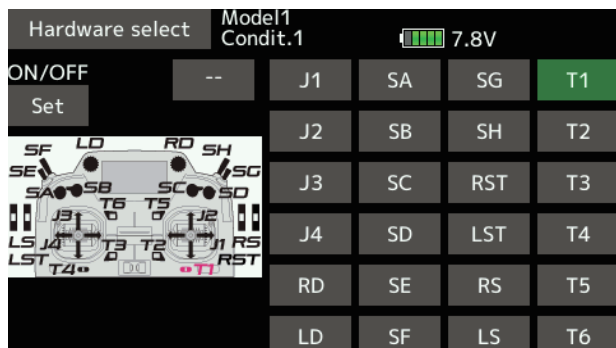 Hardware select
Model1
Condit.1
7.8V
ON/OFF
--
J1 SA SG T1
Set
J2 SB SH T2
J3 SC RST T3
J4 SD LST T4
RD SE RS T5
LD SF LS T6
SF LD RD SH
SE SG
SA SB SC SD
T6 T5
J3 J2
LS J4 T3 T2 J1 RS
LST RST
T4 T1